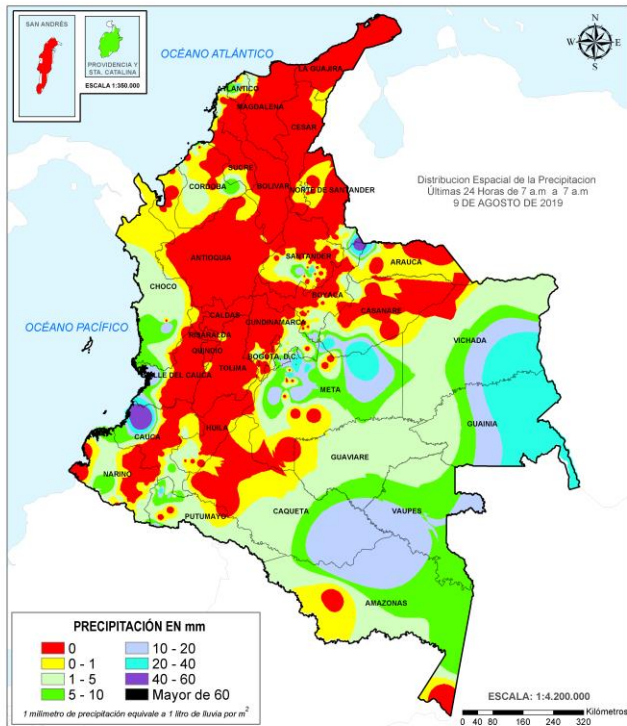 SAN ANDRÉS
PROVIDENCIA Y
STA. CATALINA
ESCALA 1:350.000
OCÉANO ATLÁNTICO
N
W E
S
LA GUAJIRA
ATLANTICO
MAGDALENA
CESAR
Distribucion Espacial de la Precipitacion
Últimas 24 Horas de 7 a.m a 7 a.m
9 DE AGOSTO DE 2019
SUCRE
CORDOBA
BOLIVAR
NORTE DE SANTANDER
ANTIOQUIA
SANTANDER
ARAUCA
CHOCO
BOYACA
CASANARE
OCÉANO PACÍFICO
CALDAS
CUNDINAMARCA
RISARALDA
VICHADA
QUINDIO
BOGOTA, D.C.
TOLIMA
VALLE DEL CAUCA
META
GUAINIA
CAUCA
HUILA
GUAVIARE
NARIÑO
PUTUMAYO
CAQUETA
VAUPES
AMAZONAS
PRECIPITACIÓN EN mm
0 10 - 20
0 - 1 20 - 40
1 - 5 40 - 60
5 - 10 Mayor de 60
1 milimetro de precipitación equivale a 1 litro de lluvia por m²
ESCALA: 1:4.200.000
0 40 80 160 240 320
Kilómetros